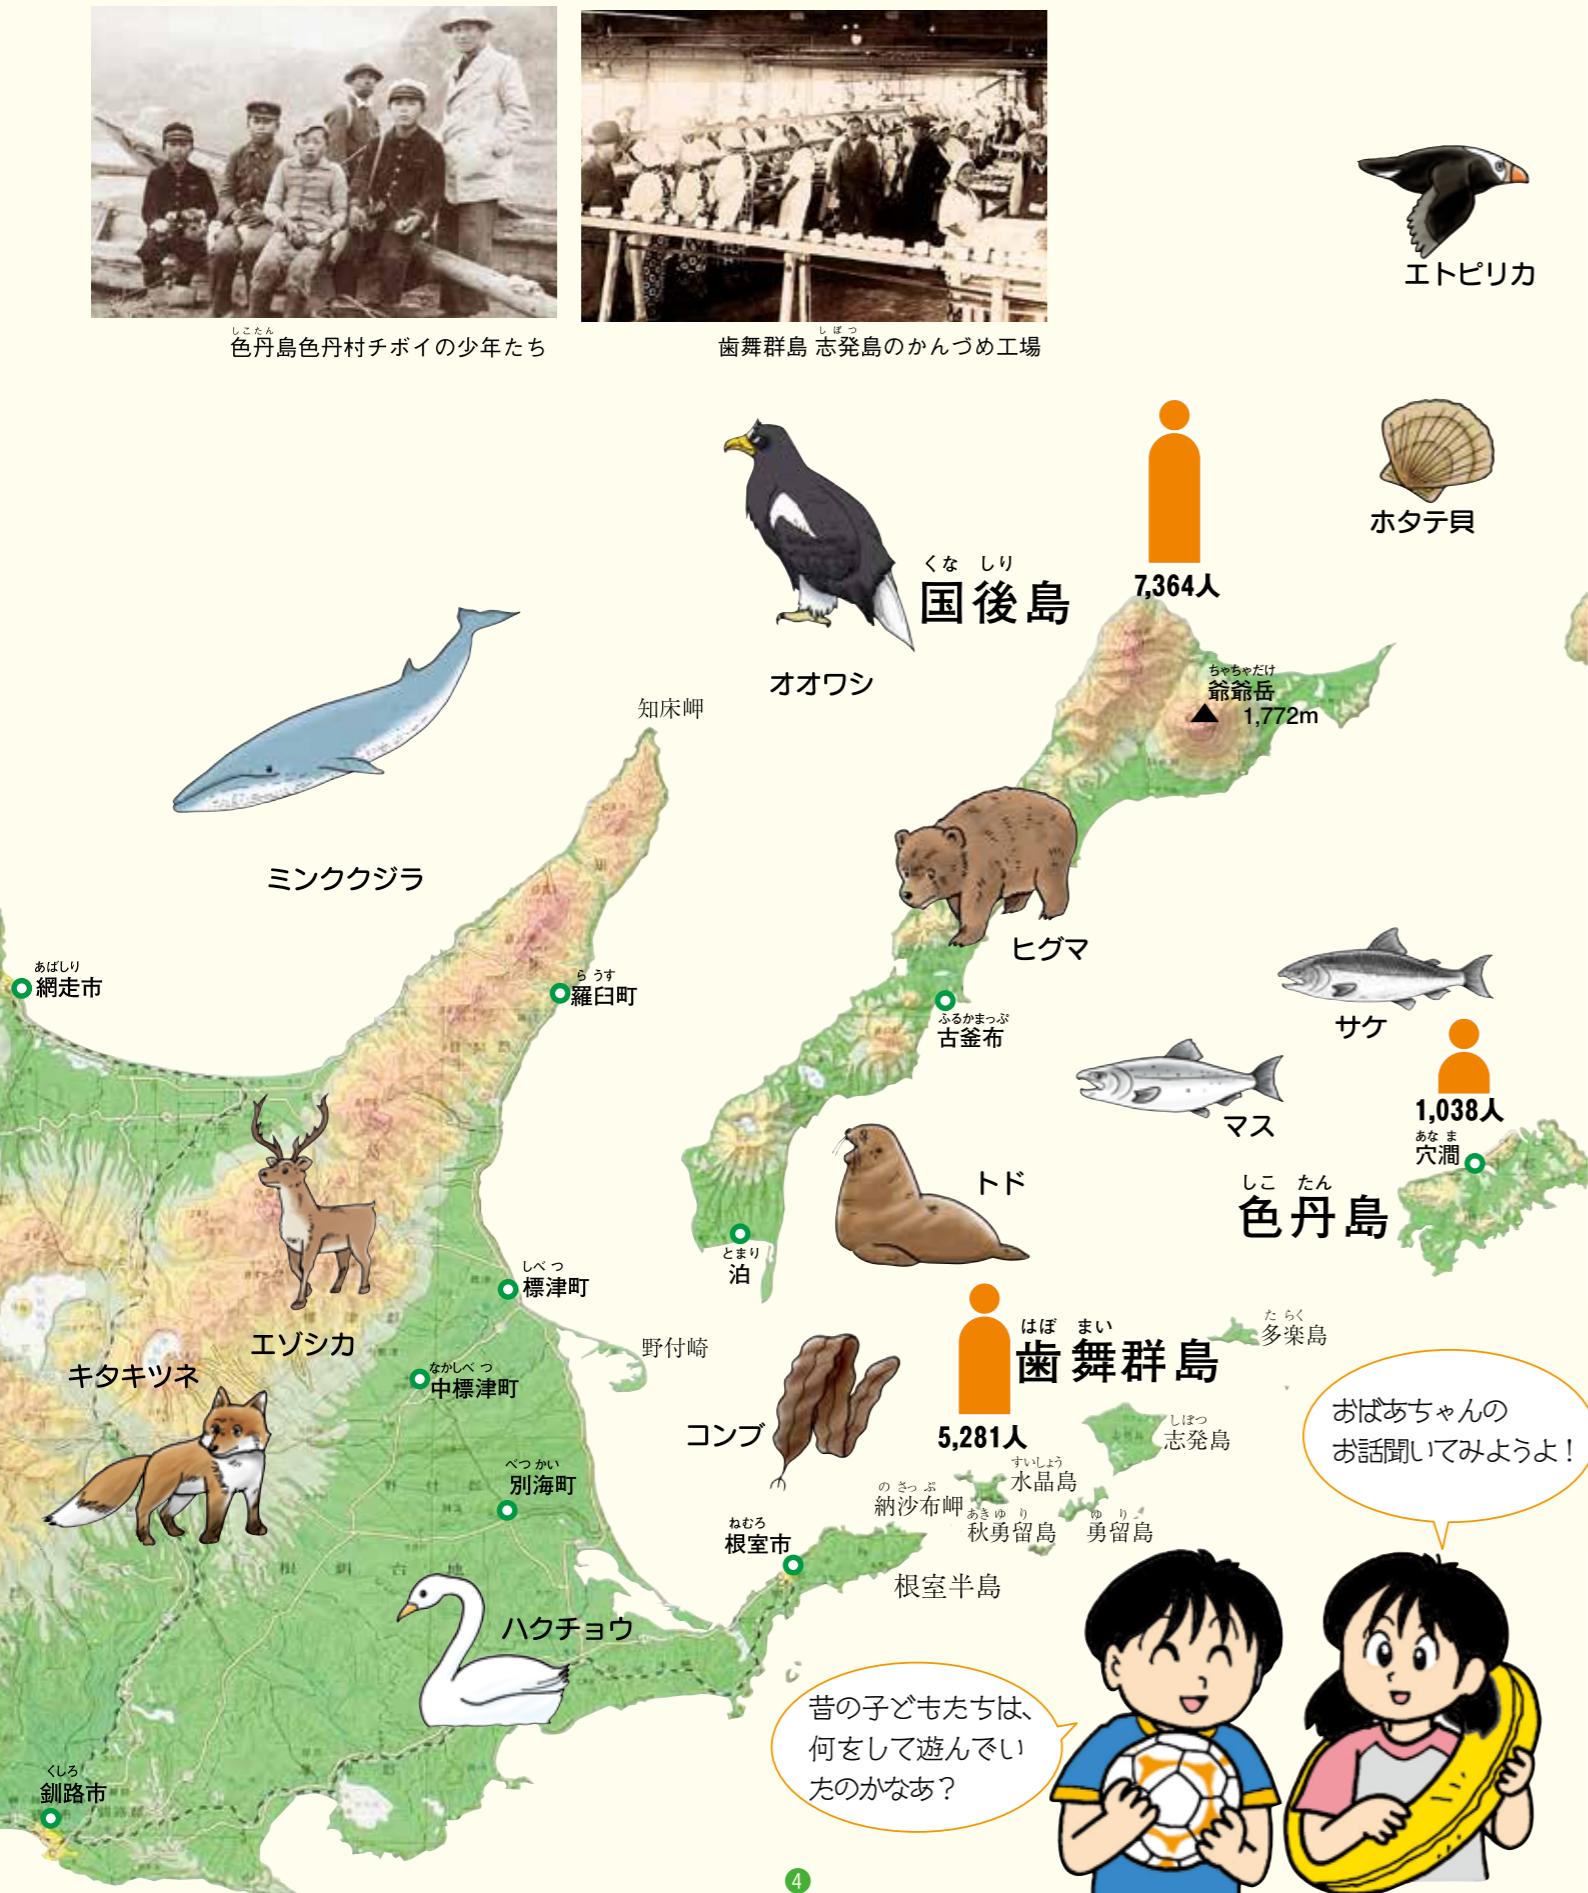 しこたん
色丹島色丹村チボイの少年たち
しぼつ
歯舞群島 志発島のかんづめ工場
エトピリカ
ホタテ貝
7,364人
くな しり
国後島
オオワシ
ちゃちゃだけ
爺爺岳
1,772m
知床岬
ミンククジラ
ヒグマ
あばしり
網走市
らうす
羅臼町
ふるかまっぷ
古釜布
サケ
マス
1,038人
あな ま
穴澗
しこ たん
色丹島
トド
とまり
泊
しべつ
標津町
エゾシカ
野付崎
はぼ まい
歯舞群島
たらく
多楽島
キタキツネ
なかしべつ
中標津町
コンブ
5,281人
しぼつ
志発島
おばあちゃんの
お話聞いてみようよ!
べつかい
別海町
すいしょう
水晶島
のさっぷ
納沙布岬
あきゆり
秋勇留島
ゆり
勇留島
ねむろ
根室市
根室半島
ハクチョウ
昔の子どもたちは、
何をして遊んでい
たのかなあ?
くしろ
釧路市
4